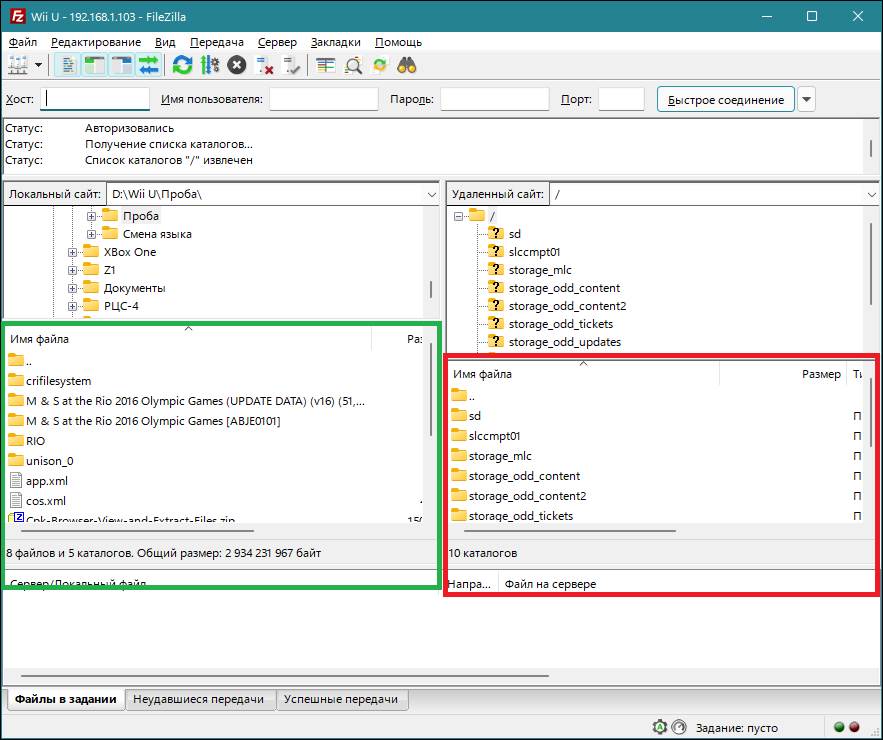 Wii U - 192.168.1.103 - FileZilla
Файл Редактирование Вид Передача Сервер Закладки Помощь
Хост: Имя пользователя: Пароль: Порт: Быстрое соединение
Статус: Авторизовались
Статус: Получение списка каталогов...
Статус: Список каталогов "/" извлечен
Локальный сайт: D:\Wii U\Проба\
Проба
Смена языка
XBox One
Z1
Документы
РЦС-4
Имя файла Ра:
..
crifilesystem
M & S at the Rio 2016 Olympic Games (UPDATE DATA) (v16) (51,...
M & S at the Rio 2016 Olympic Games [ABJE0101]
RIO
unison_0
app.xml
cos.xml
Cpk-Browser-View-and-Extract-Files.zip 150
8 файлов и 5 каталогов. Общий размер: 2 934 231 967 байт
Сервер/Локальный файл
Удаленный сайт: /
/
sd
slccmpt01
storage_mlc
storage_odd_content
storage_odd_content2
storage_odd_tickets
storage_odd_updates
Имя файла Размер Ти
..
sd П
slccmpt01 П
storage_mlc П
storage_odd_content П
storage_odd_content2 П
storage_odd_tickets П
10 каталогов
Напра... Файл на сервере
Файлы в задании Неудавшиеся передачи Успешные передачи
Задание: пусто